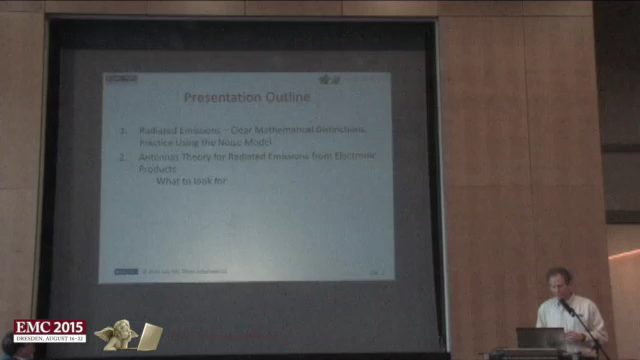 Presentation Outline
1. Radiated Emissions – Clear Mathematical Distinctions,
Practice Using the Noise Model
2. Antennas Theory for Radiated Emissions from Electronic
Products
What to look for
EMC 2015
DRESDEN, AUGUST 16-22